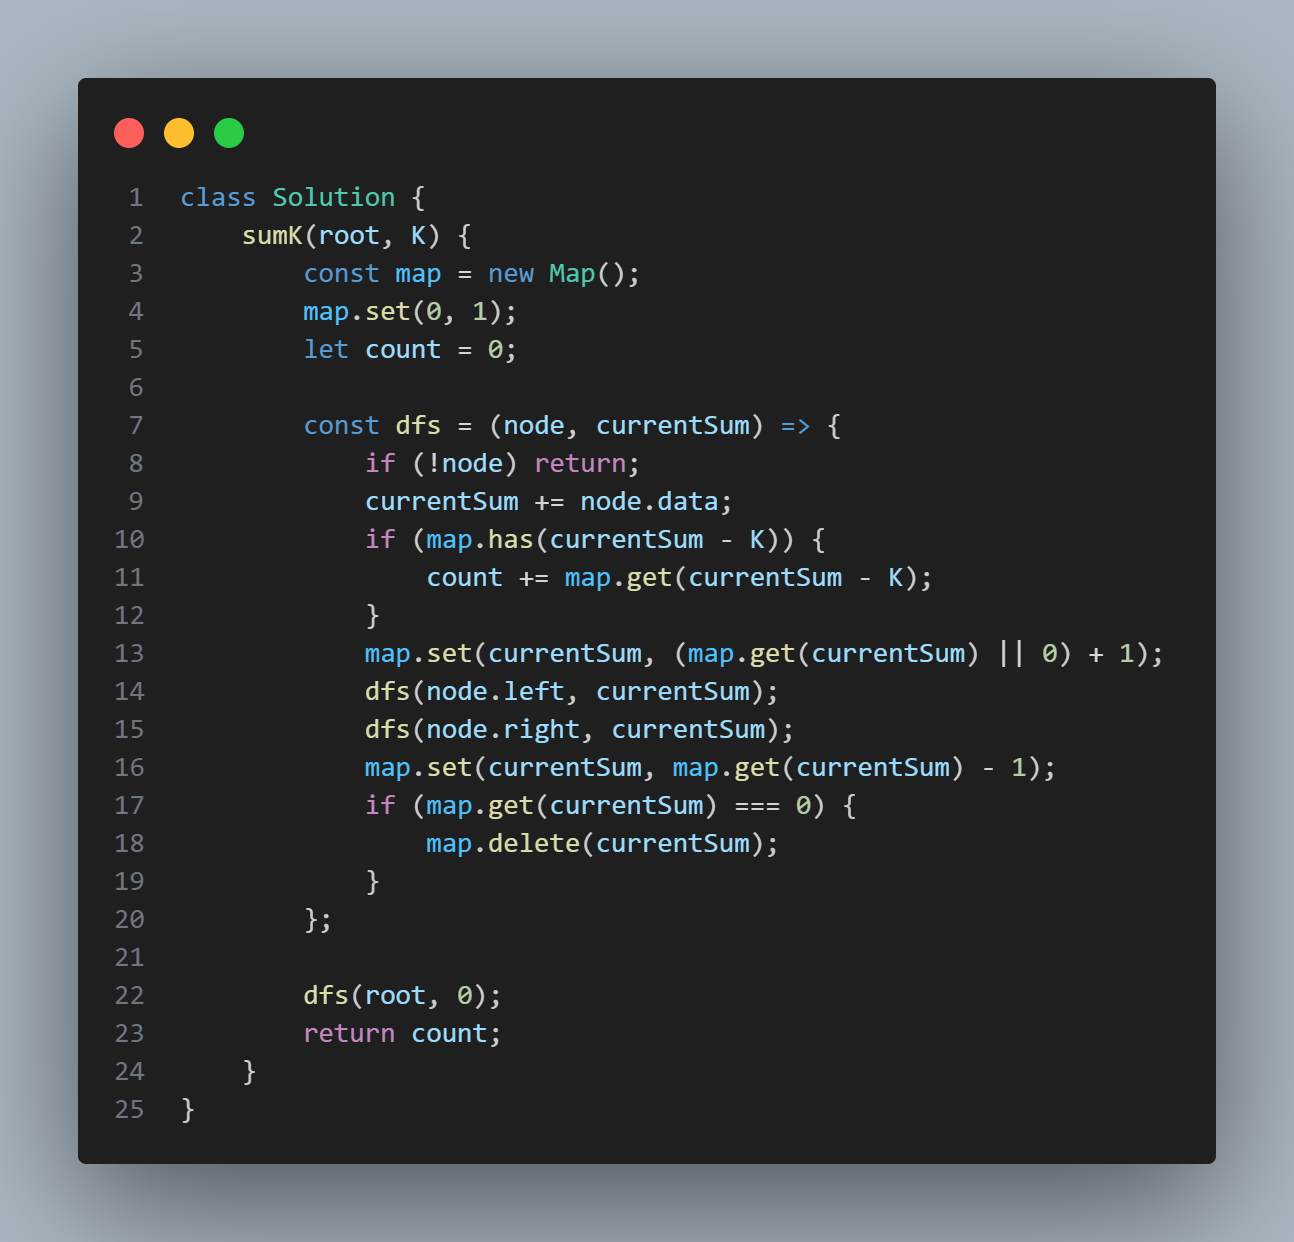 1 class Solution {
2     sumK(root, K) {
3         const map = new Map();
4         map.set(0, 1);
5         let count = 0;
6
7         const dfs = (node, currentSum) => {
8             if (!node) return;
9             currentSum += node.data;
10             if (map.has(currentSum - K)) {
11                 count += map.get(currentSum - K);
12             }
13             map.set(currentSum, (map.get(currentSum) || 0) + 1);
14             dfs(node.left, currentSum);
15             dfs(node.right, currentSum);
16             map.set(currentSum, map.get(currentSum) - 1);
17             if (map.get(currentSum) === 0) {
18                 map.delete(currentSum);
19             }
20         };
21
22         dfs(root, 0);
23         return count;
24     }
25 }